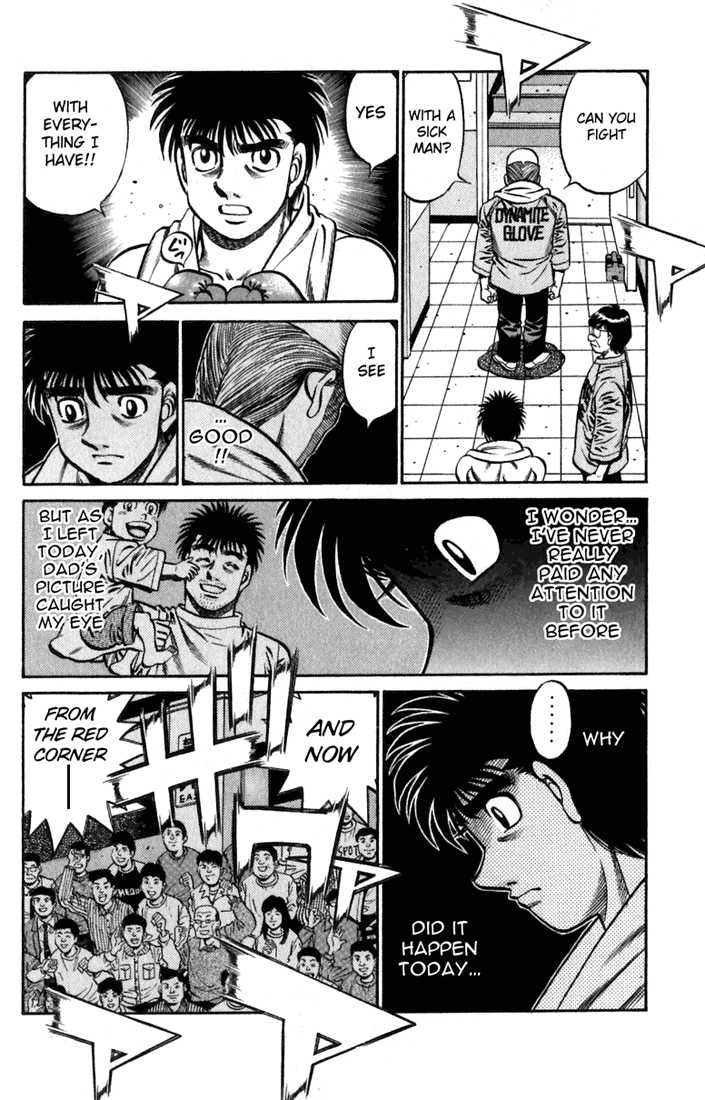 CAN YOU
FIGHT
WITH A
SICK
MAN?
DYNAMITE
GLOVE
YES
WITH
EVERY-
THING I
HAVE!!
I
SEE
...
GOOD
!!
I WONDER...
I'VE NEVER
REALLY
PAID ANY
ATTENTION
TO IT
BEFORE
BUT AS
I LEFT
TODAY,
DAD'S
PICTURE
CAUGHT
MY EYE
......
WHY
DID IT
HAPPEN
TODAY...
AND
NOW
FROM
THE RED
CORNER
EA
SPOT